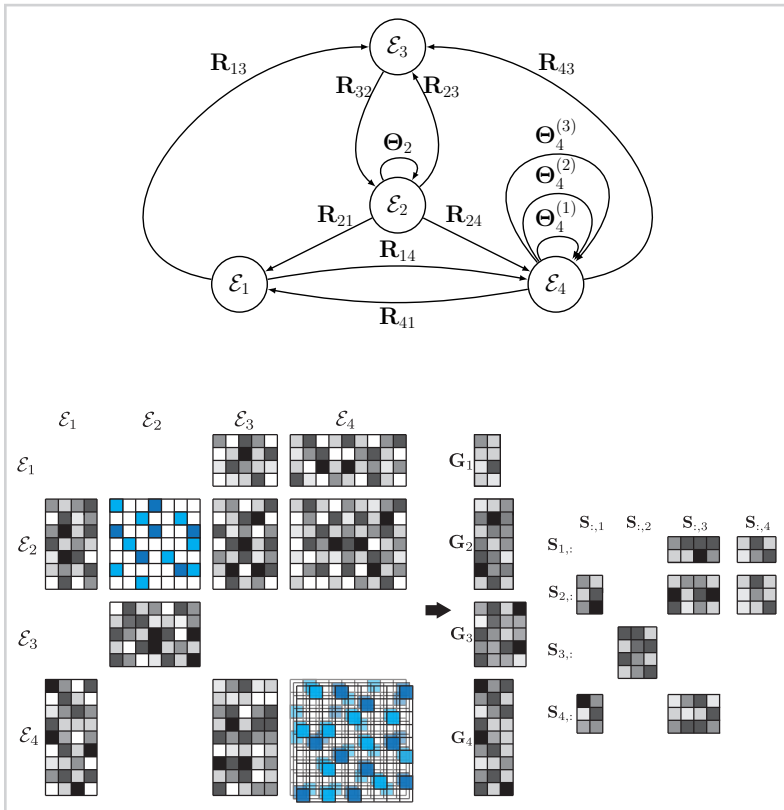 ℰ₃
R₁₃
R₄₃
R₃₂ R₂₃
Θ₄⁽³⁾
Θ₂
Θ₄⁽²⁾
ℰ₂
Θ₄⁽¹⁾
R₂₁ R₂₄
R₁₄
ℰ₁ ℰ₄
R₄₁
ℰ₁ ℰ₂ ℰ₃ ℰ₄
ℰ₁ G₁
S:,1 S:,2 S:,3 S:,4
ℰ₂ G₂ S1,:
S2,:
ℰ₃ G₃ S3,:
ℰ₄ G₄ S4,: